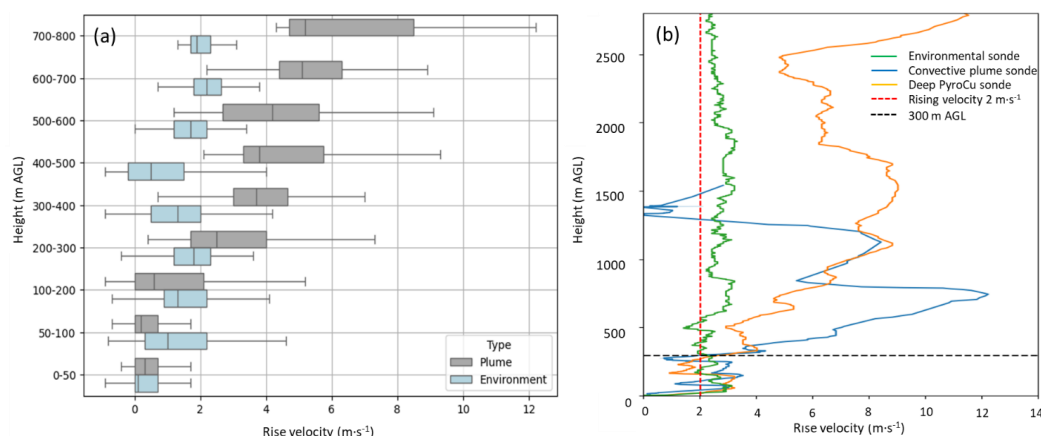 (a)
Height (m AGL)
700-800
600-700
500-600
400-500
300-400
200-300
100-200
50-100
0-50
0 2 4 6 8 10 12
Rise velocity (m·s⁻¹)
Type
Plume
Environment
(b)
Height (m AGL)
2500
2000
1500
1000
500
0
0 2 4 6 8 10 12 14
Rise velocity (m·s⁻¹)
Environmental sonde
Convective plume sonde
Deep PyroCu sonde
Rising velocity 2 m·s⁻¹
300 m AGL